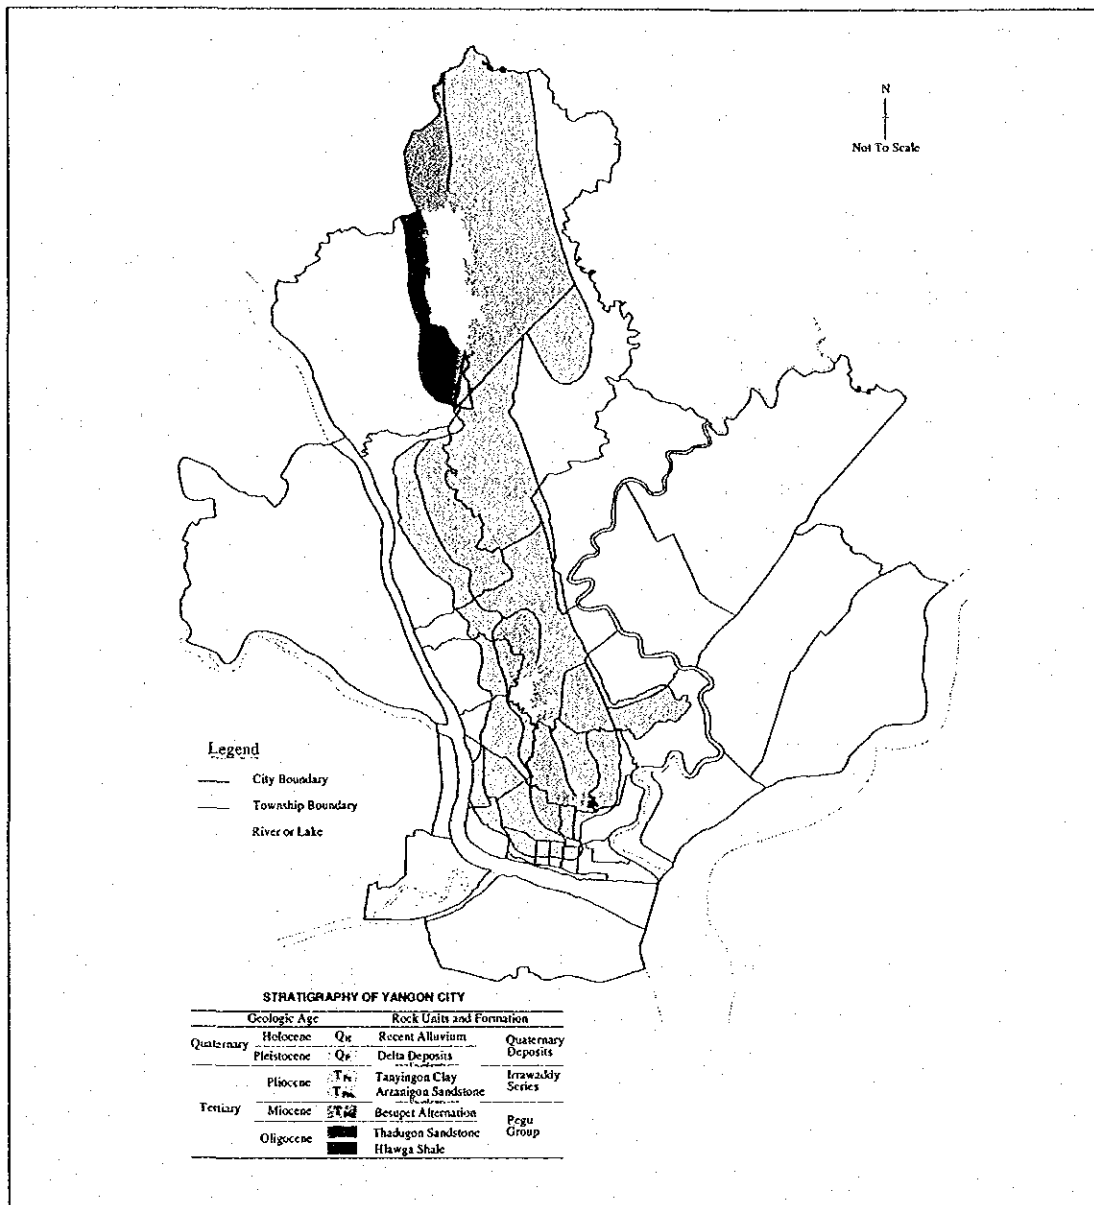 N
Not To Scale
Legend
City Boundary
Township Boundary
River or Lake
STRATIGRAPHY OF YANGON CITY
Geologic Age Rock Units and Formation
Quaternary Holocene Recent Alluvium Quaternary Deposits
Pleistocene Delta Deposits
Tertiary Pliocene Tanyingon Clay Irrawaddy Series
Arzanigon Sandstone
Miocene Besupet Alternation Pegu Group
Oligocene Thadugon Sandstone
Hlawga Shale